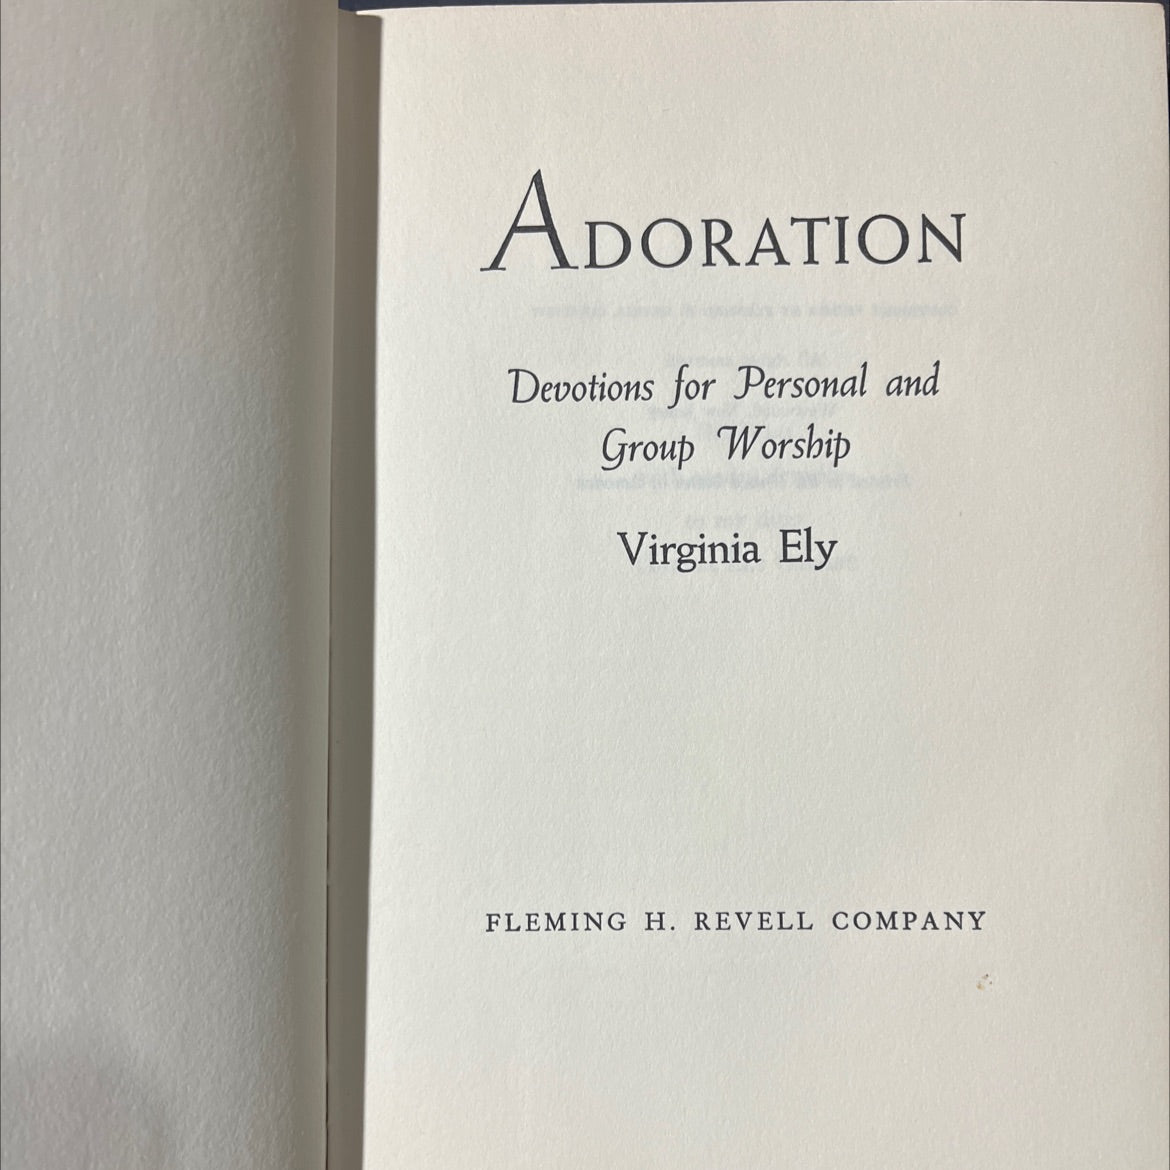 ADORATION
Devotions for Personal and
Group Worship
Virginia Ely
FLEMING H. REVELL COMPANY